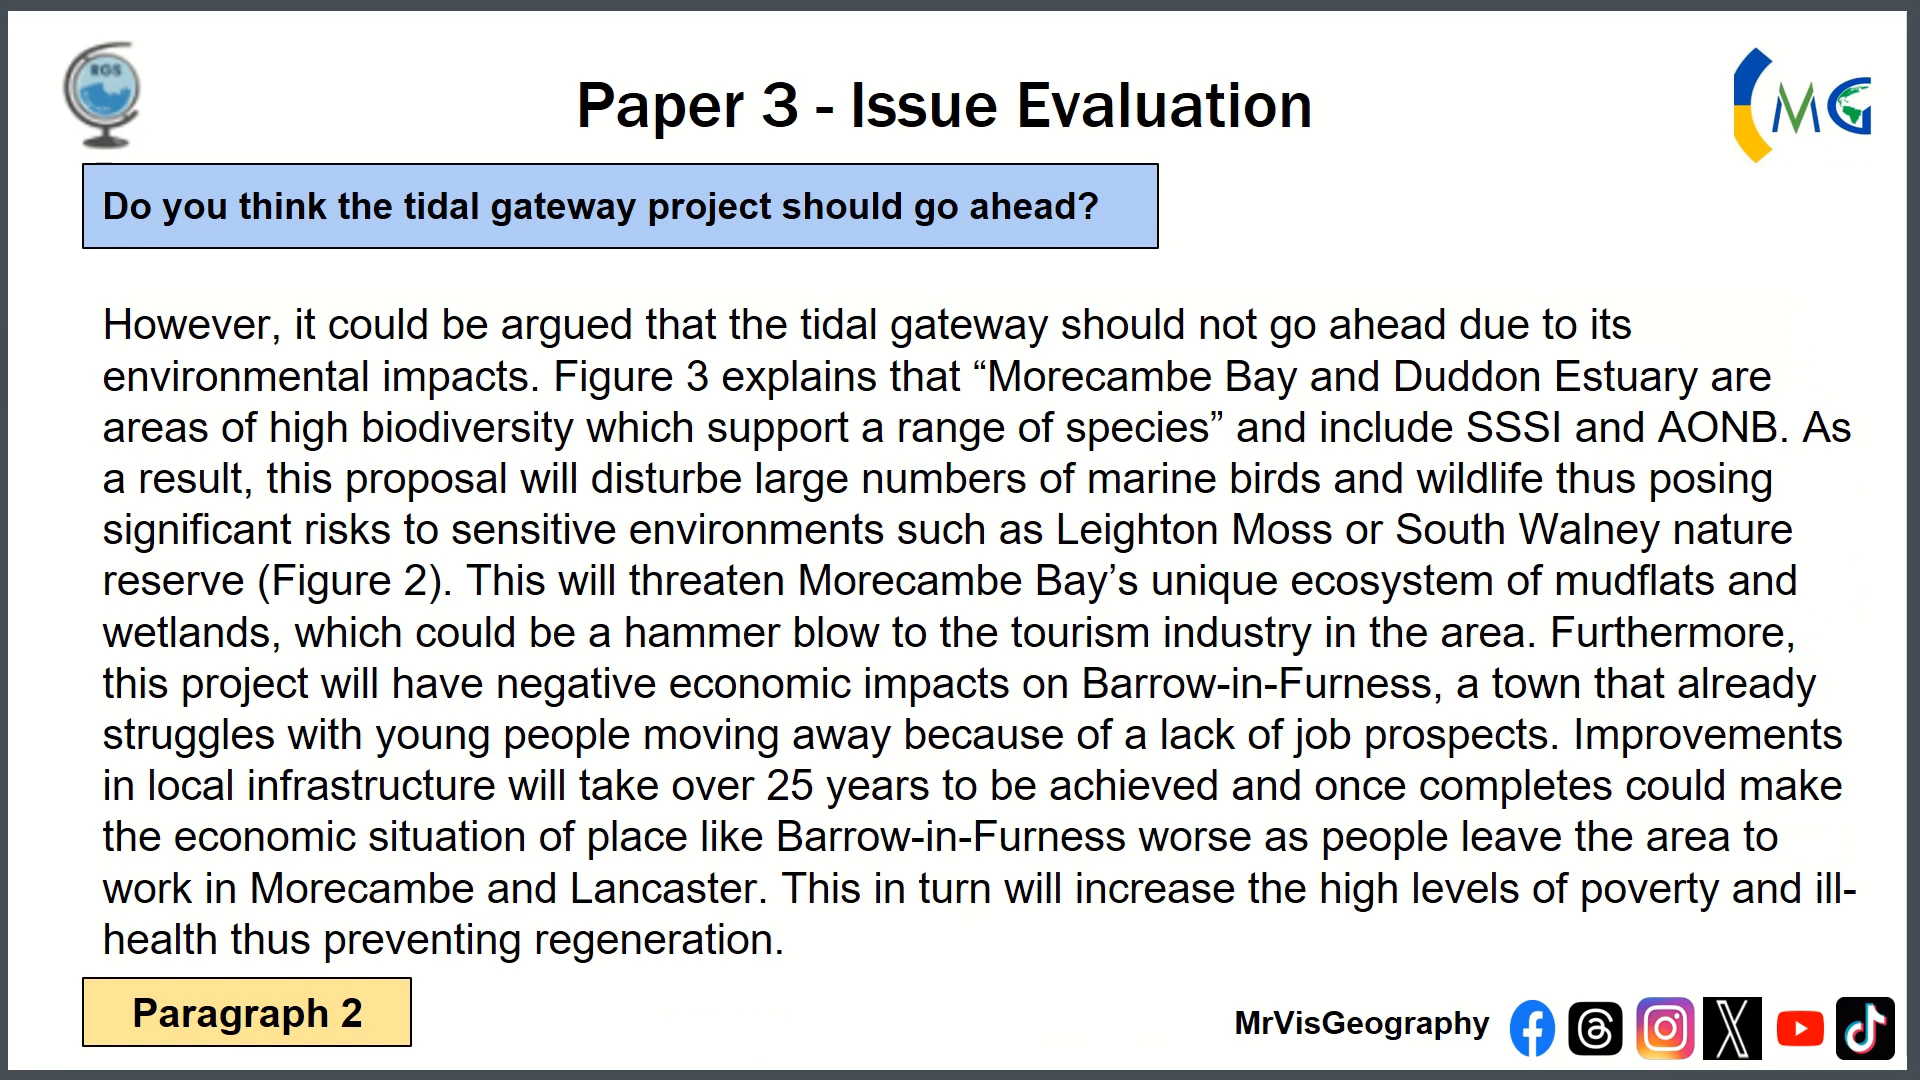 RGS
Paper 3 - Issue Evaluation
MG
Do you think the tidal gateway project should go ahead?
However, it could be argued that the tidal gateway should not go ahead due to its
environmental impacts. Figure 3 explains that “Morecambe Bay and Duddon Estuary are
areas of high biodiversity which support a range of species” and include SSSI and AONB. As
a result, this proposal will disturbe large numbers of marine birds and wildlife thus posing
significant risks to sensitive environments such as Leighton Moss or South Walney nature
reserve (Figure 2). This will threaten Morecambe Bay’s unique ecosystem of mudflats and
wetlands, which could be a hammer blow to the tourism industry in the area. Furthermore,
this project will have negative economic impacts on Barrow-in-Furness, a town that already
struggles with young people moving away because of a lack of job prospects. Improvements
in local infrastructure will take over 25 years to be achieved and once completes could make
the economic situation of place like Barrow-in-Furness worse as people leave the area to
work in Morecambe and Lancaster. This in turn will increase the high levels of poverty and ill-
health thus preventing regeneration.
Paragraph 2
MrVisGeography